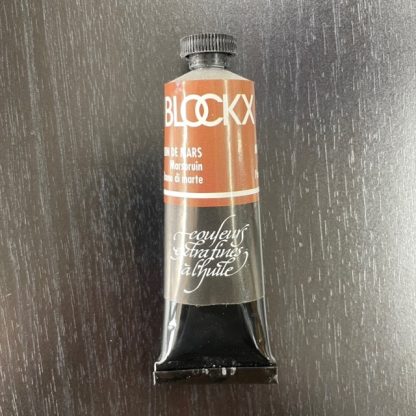 BLOCKX
DE MARS
Marsbruin
di marte
couleurs
extra fines
à l'huile